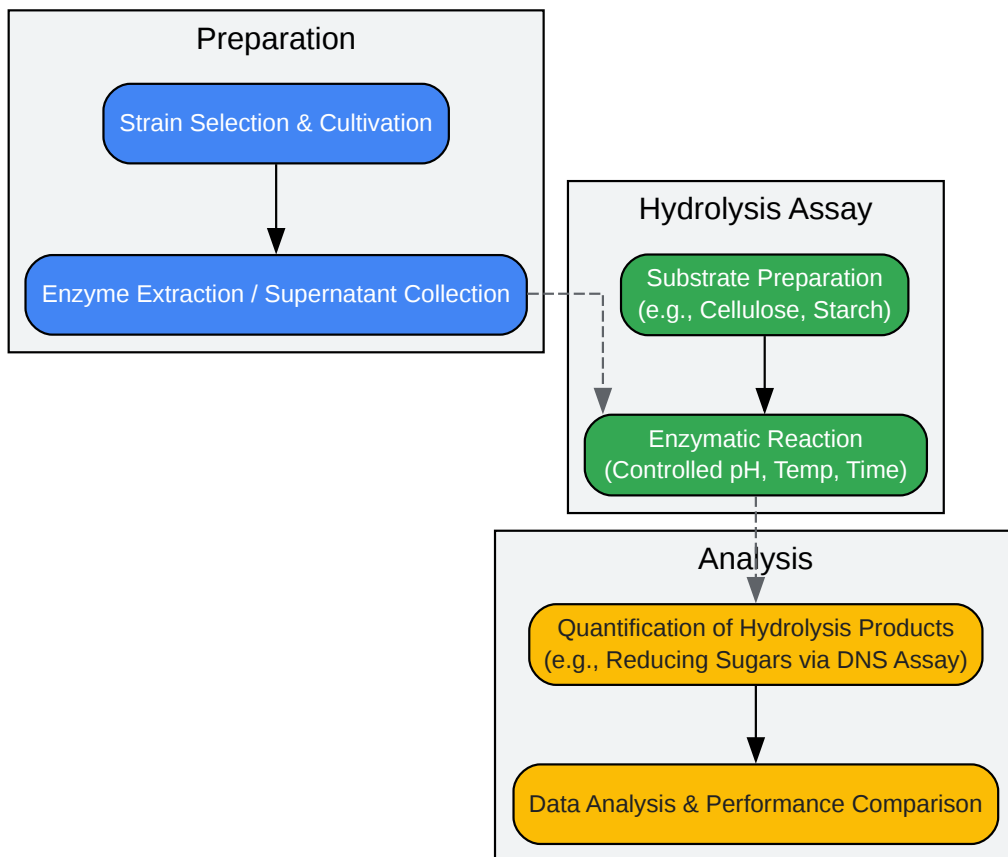 Preparation
Strain Selection & Cultivation
Enzyme Extraction / Supernatant Collection
Hydrolysis Assay
Substrate Preparation
(e.g., Cellulose, Starch)
Enzymatic Reaction
(Controlled pH, Temp, Time)
Analysis
Quantification of Hydrolysis Products
(e.g., Reducing Sugars via DNS Assay)
Data Analysis & Performance Comparison